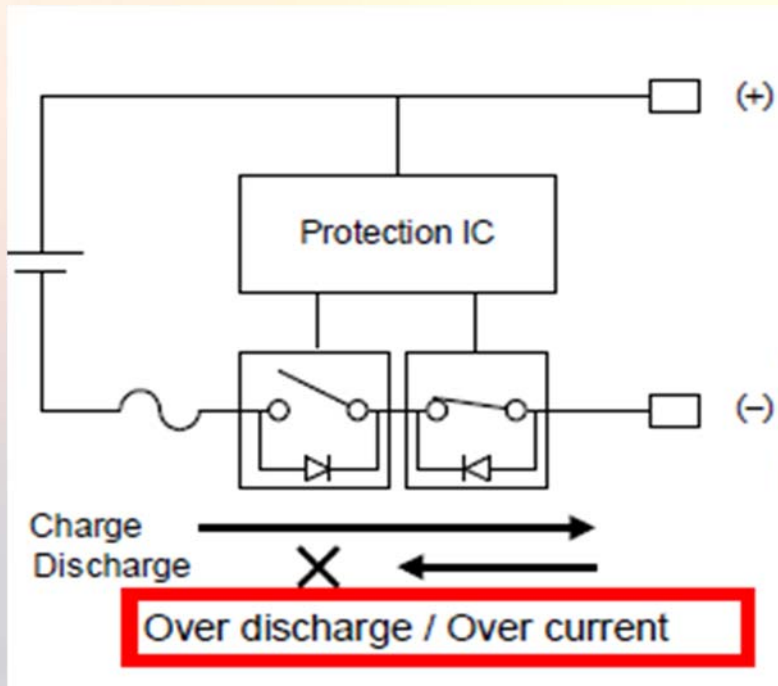 (+)
Protection IC
(−)
Charge
Discharge
Over discharge / Over current